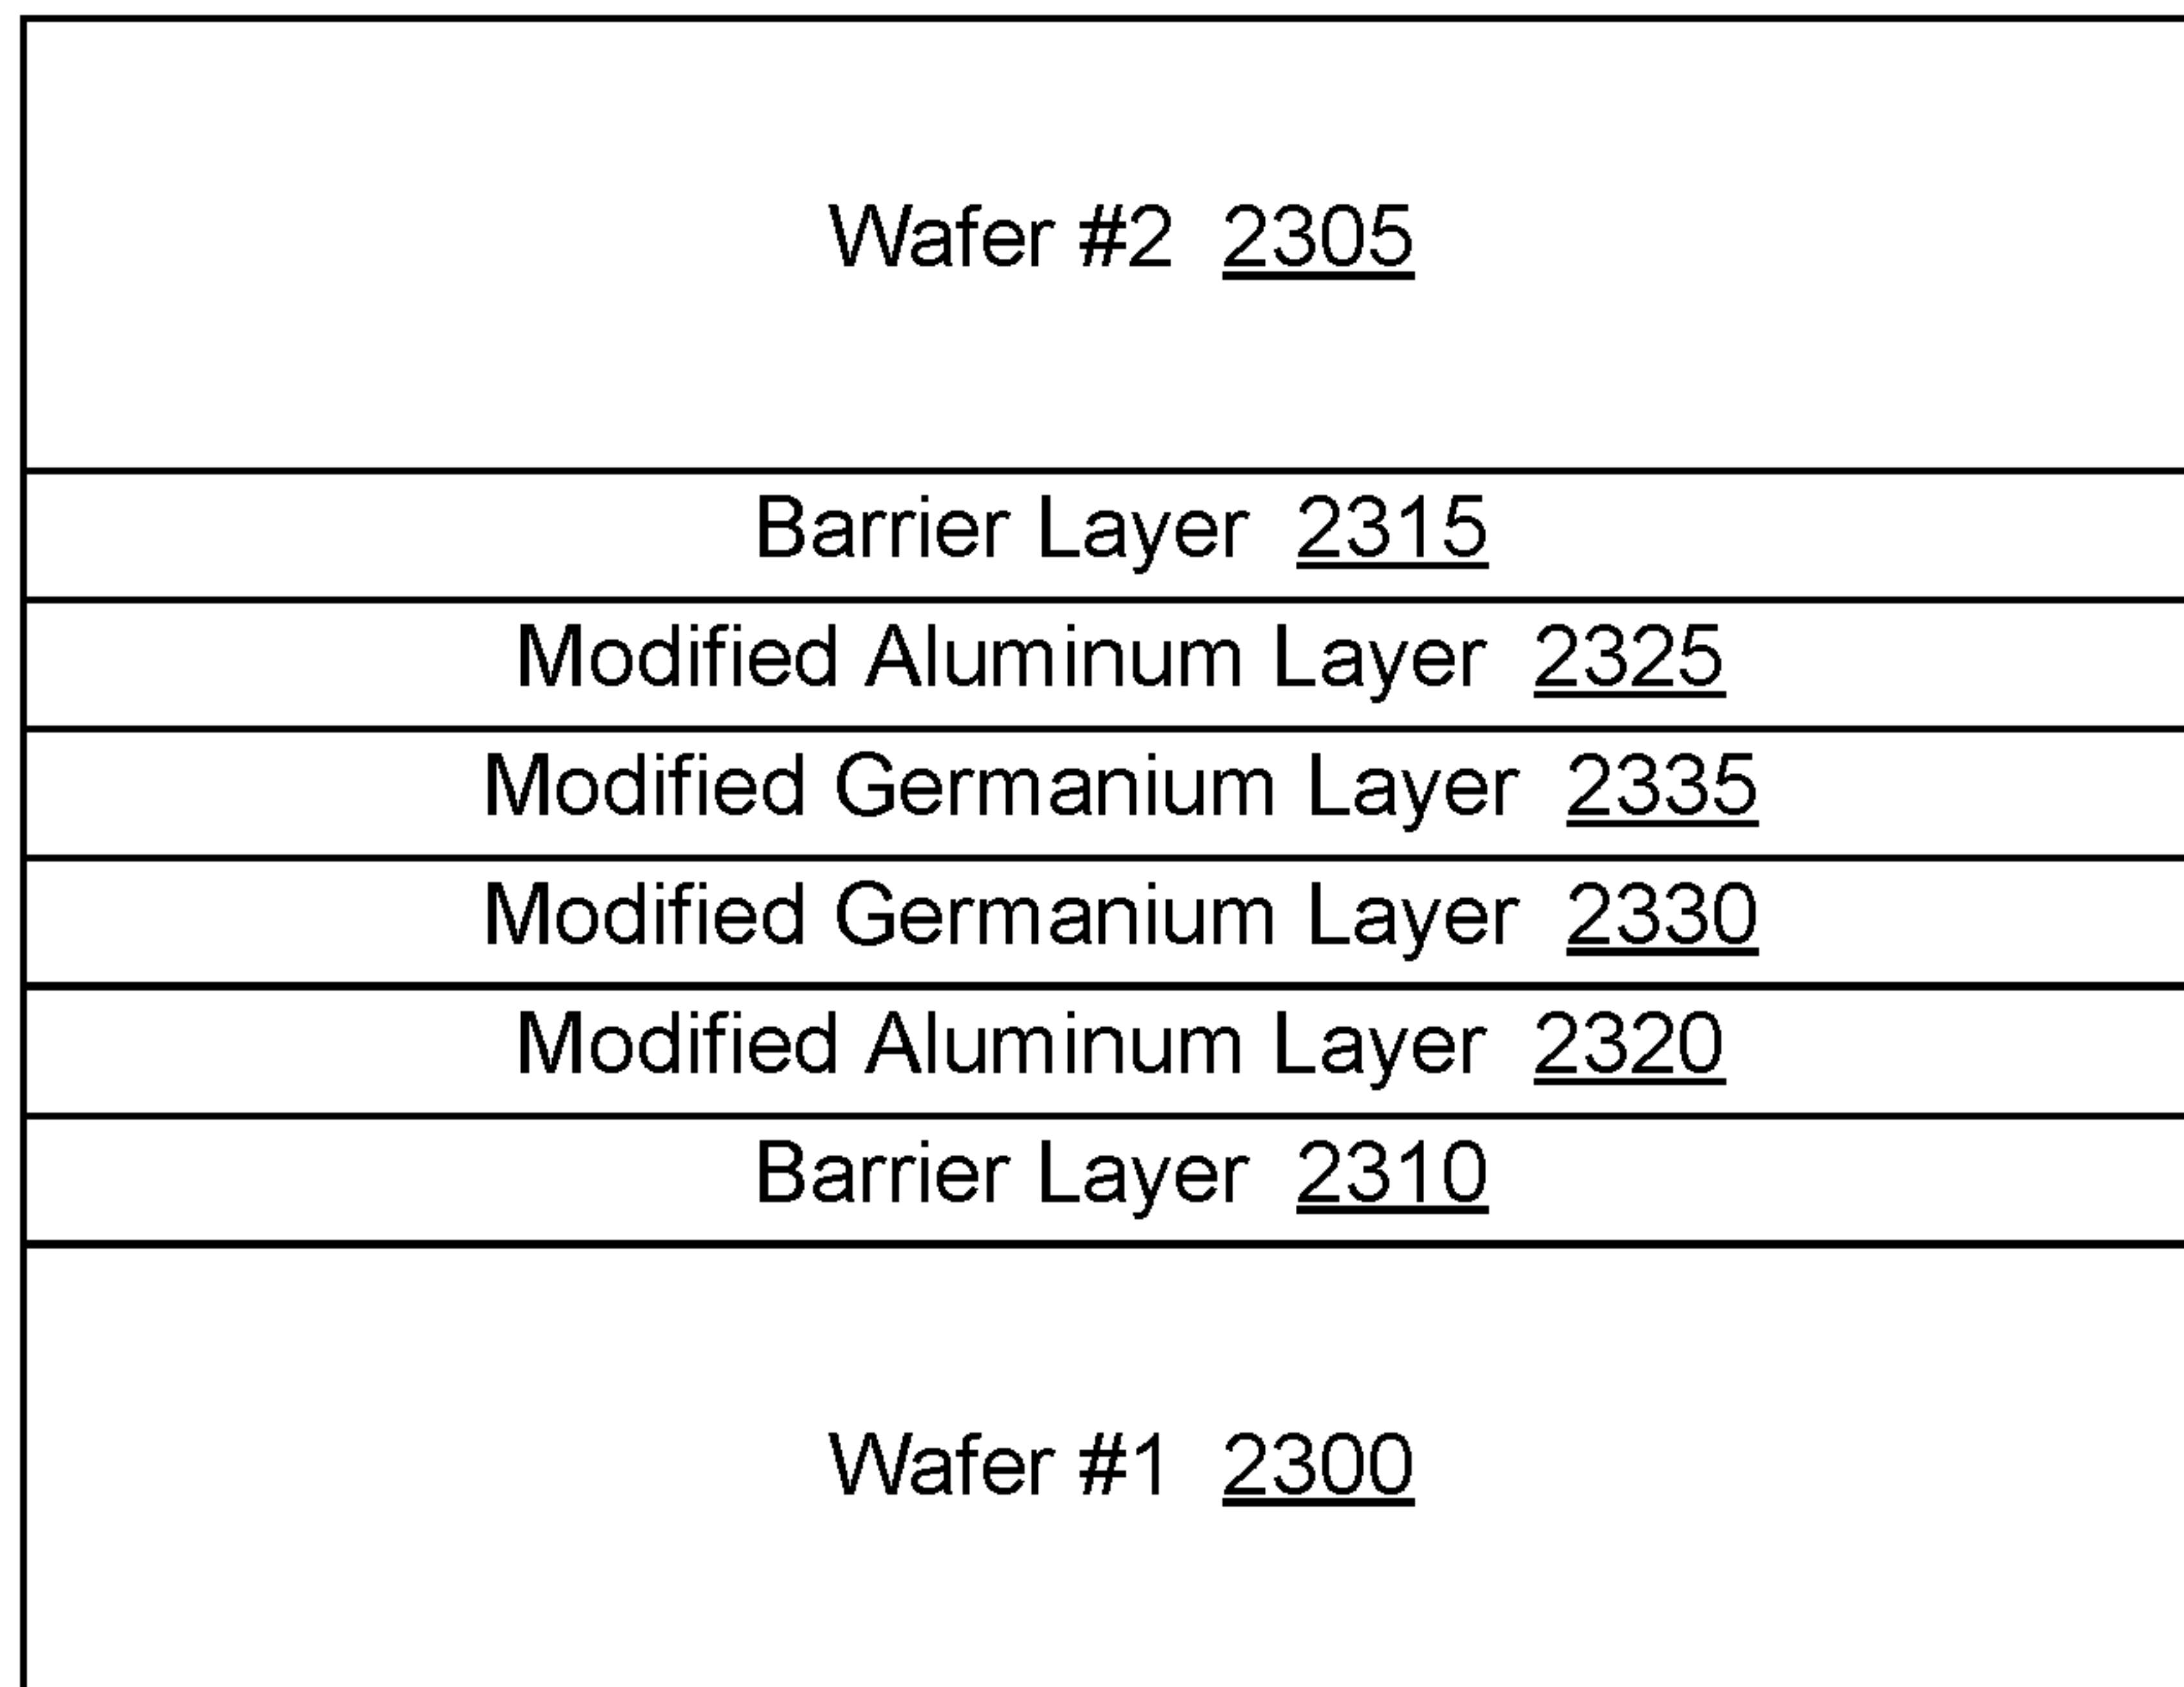 Wafer #2 2305
Barrier Layer 2315
Modified Aluminum Layer 2325
Modified Germanium Layer 2335
Modified Germanium Layer 2330
Modified Aluminum Layer 2320
Barrier Layer 2310
Wafer #1 2300